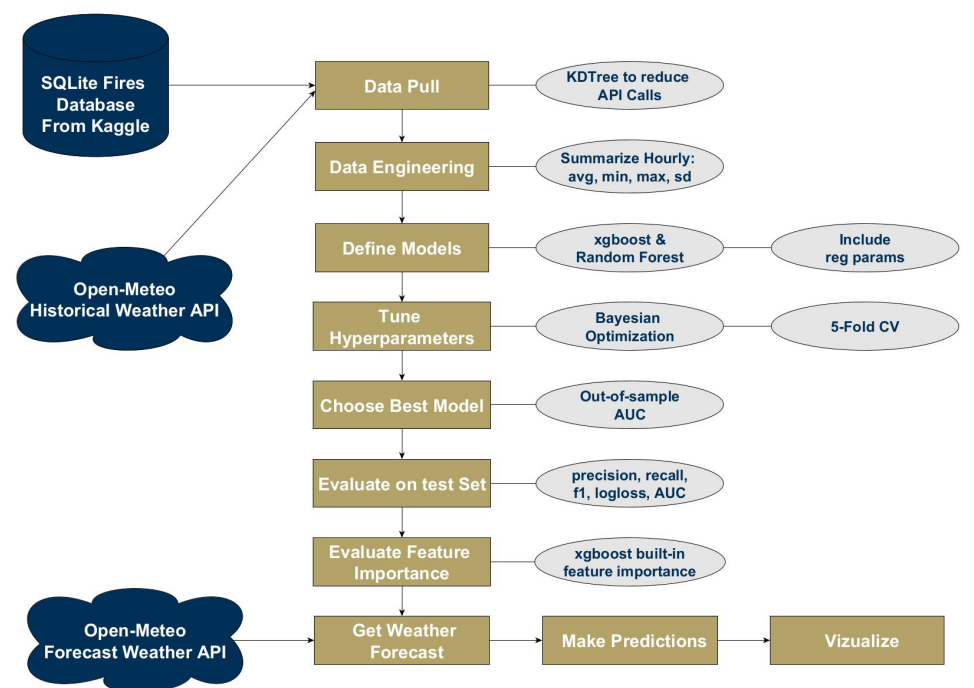 SQLite Fires
Database
From Kaggle
Data Pull
KDTree to reduce
API Calls
Data Engineering
Summarize Hourly:
avg, min, max, sd
Open-Meteo
Historical Weather API
Define Models
xgboost &
Random Forest
Include
reg params
Tune
Hyperparameters
Bayesian
Optimization
5-Fold CV
Choose Best Model
Out-of-sample
AUC
Evaluate on test Set
precision, recall,
f1, logloss, AUC
Evaluate Feature
Importance
xgboost built-in
feature importance
Open-Meteo
Forecast Weather API
Get Weather
Forecast
Make Predictions
Vizualize